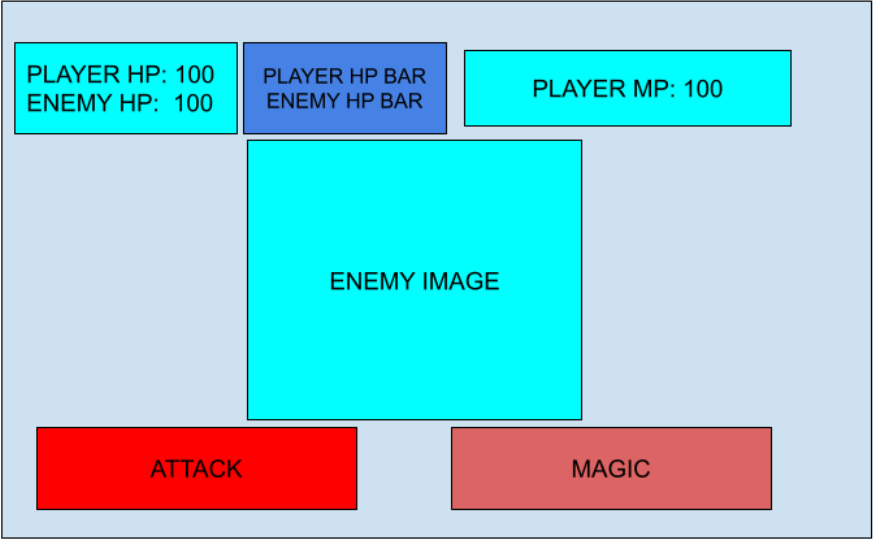 PLAYER HP: 100
ENEMY HP:  100
PLAYER HP BAR
ENEMY HP BAR
PLAYER MP: 100
ENEMY IMAGE
ATTACK
MAGIC